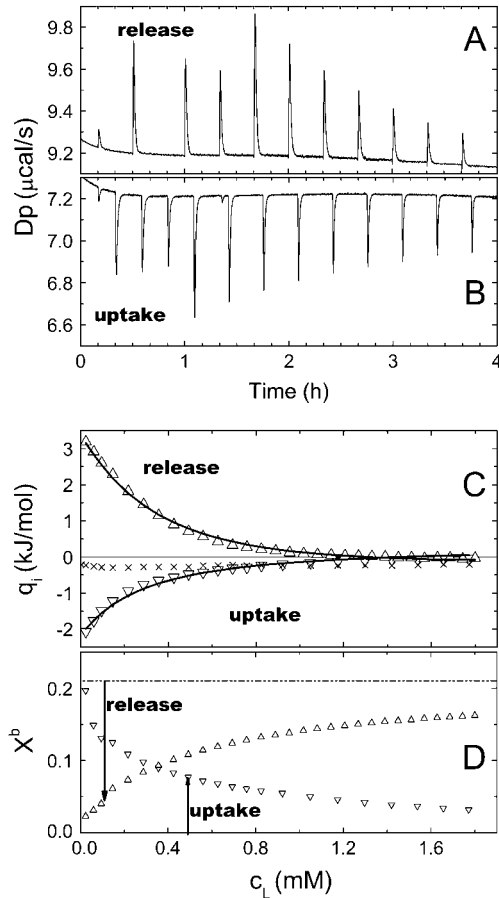 release
A
9.8
9.6
9.4
9.2
Dp (μcal/s)
7.2
7.0
6.8
6.6
B
uptake
0 1 2 3 4
Time (h)
C
3
2
1
0
-1
-2
release
uptake
qi (kJ/mol)
0.2
0.1
0.0
release
uptake
D
Xb
0.0 0.4 0.8 1.2 1.6
cL (mM)